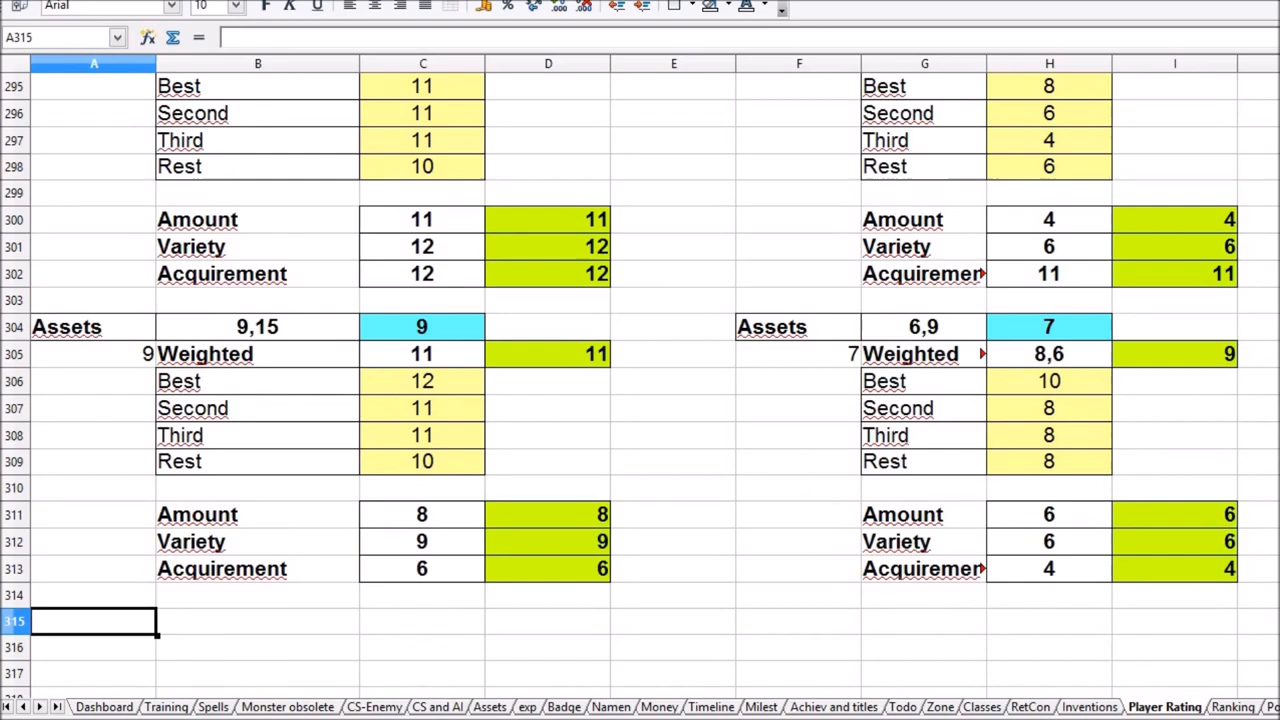 Arial 10
A315
A B C D E F G H I
295 Best 11 Best 8
296 Second 11 Second 6
297 Third 11 Third 4
298 Rest 10 Rest 6
299
300 Amount 11 11 Amount 4 4
301 Variety 12 12 Variety 6 6
302 Acquirement 12 12 Acquiremer 11 11
303
304 Assets 9,15 9 Assets 6,9 7
305 9 Weighted 11 11 7 Weighted 8,6 9
306 Best 12 Best 10
307 Second 11 Second 8
308 Third 11 Third 8
309 Rest 10 Rest 8
310
311 Amount 8 8 Amount 6 6
312 Variety 9 9 Variety 6 6
313 Acquirement 6 6 Acquiremer 4 4
314
315
316
317
Dashboard Training Spells Monster obsolete CS-Enemy CS and AI Assets exp Badge Namen Money Timeline Milest Achiev and titles Todo Zone Classes RetCon Inventions Player Rating Ranking